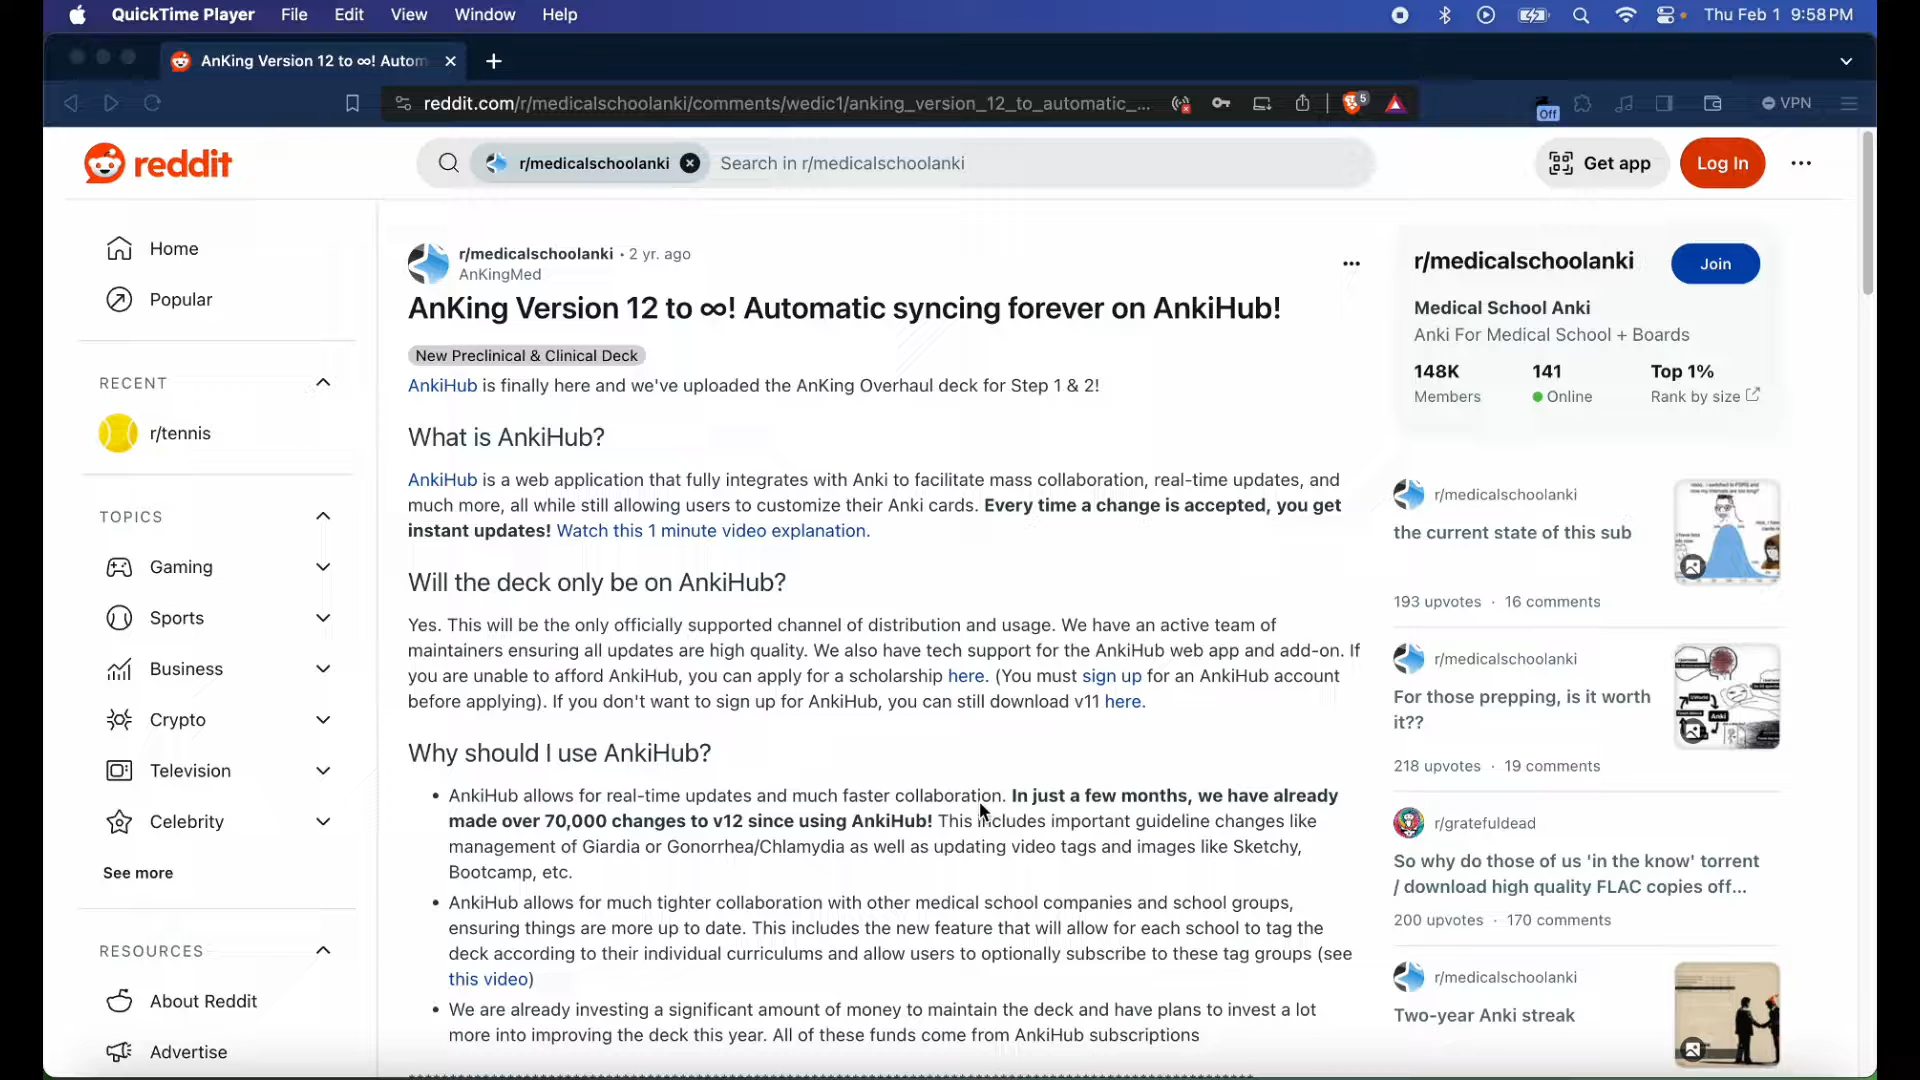 QuickTime Player File Edit View Window Help Thu Feb 1 9:58 PM
AnKing Version 12 to ∞! Autom
reddit.com/r/medicalschoolanki/comments/wedic1/anking_version_12_to_automatic_... 5 Off VPN
reddit r/medicalschoolanki Search in r/medicalschoolanki Get app Log In
Home
Popular
RECENT
r/tennis
TOPICS
Gaming
Sports
Business
Crypto
Television
Celebrity
See more
RESOURCES
About Reddit
Advertise
r/medicalschoolanki • 2 yr. ago
AnKingMed
AnKing Version 12 to ∞! Automatic syncing forever on AnkiHub!
New Preclinical & Clinical Deck
AnkiHub is finally here and we've uploaded the AnKing Overhaul deck for Step 1 & 2!
What is AnkiHub?
AnkiHub is a web application that fully integrates with Anki to facilitate mass collaboration, real-time updates, and
much more, all while still allowing users to customize their Anki cards. Every time a change is accepted, you get
instant updates! Watch this 1 minute video explanation.
Will the deck only be on AnkiHub?
Yes. This will be the only officially supported channel of distribution and usage. We have an active team of
maintainers ensuring all updates are high quality. We also have tech support for the AnkiHub web app and add-on. If
you are unable to afford AnkiHub, you can apply for a scholarship here. (You must sign up for an AnkiHub account
before applying). If you don't want to sign up for AnkiHub, you can still download v11 here.
Why should I use AnkiHub?
• AnkiHub allows for real-time updates and much faster collaboration. In just a few months, we have already
made over 70,000 changes to v12 since using AnkiHub! This includes important guideline changes like
management of Giardia or Gonorrhea/Chlamydia as well as updating video tags and images like Sketchy,
Bootcamp, etc.
• AnkiHub allows for much tighter collaboration with other medical school companies and school groups,
ensuring things are more up to date. This includes the new feature that will allow for each school to tag the
deck according to their individual curriculums and allow users to optionally subscribe to these tag groups (see
this video)
• We are already investing a significant amount of money to maintain the deck and have plans to invest a lot
more into improving the deck this year. All of these funds come from AnkiHub subscriptions
r/medicalschoolanki Join
Medical School Anki
Anki For Medical School + Boards
148K 141 Top 1%
Members Online Rank by size
r/medicalschoolanki
the current state of this sub
193 upvotes · 16 comments
r/medicalschoolanki
For those prepping, is it worth
it??
Anki
218 upvotes · 19 comments
r/gratefuldead
So why do those of us 'in the know' torrent
/ download high quality FLAC copies off...
200 upvotes · 170 comments
r/medicalschoolanki
Two-year Anki streak